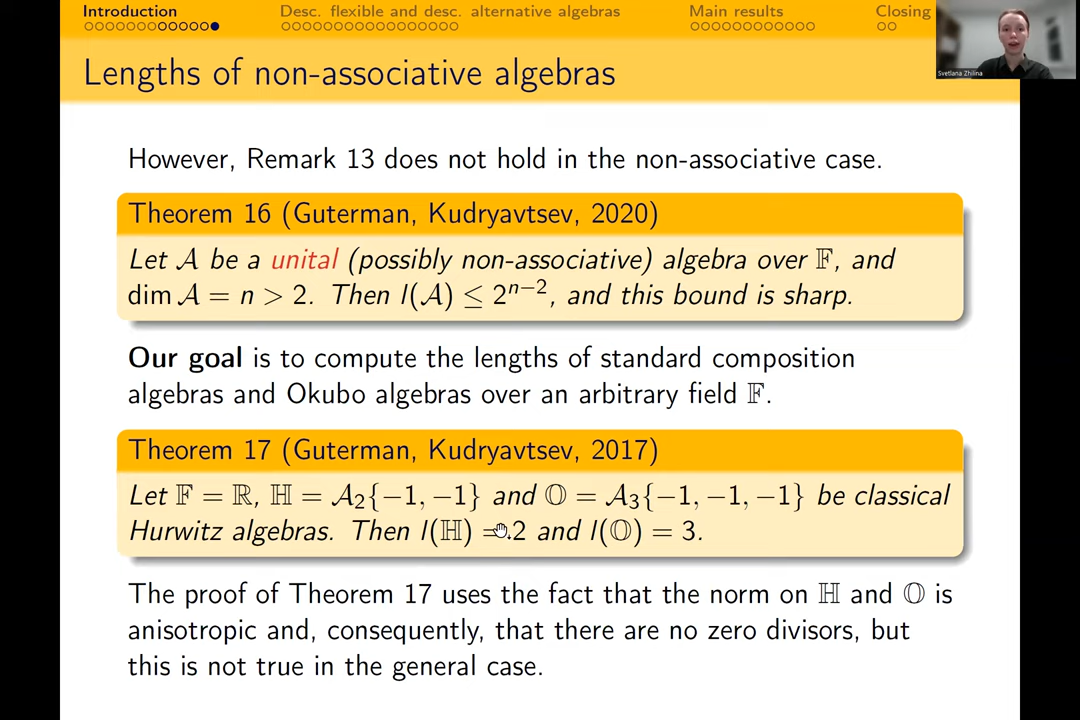 Introduction Desc. flexible and desc. alternative algebras Main results Closing
Svetlana Zhilina
Lengths of non-associative algebras
However, Remark 13 does not hold in the non-associative case.
Theorem 16 (Guterman, Kudryavtsev, 2020)
Let 𝒜 be a unital (possibly non-associative) algebra over 𝔽, and
dim 𝒜 = n > 2. Then l(𝒜) ≤ 2ⁿ⁻², and this bound is sharp.
Our goal is to compute the lengths of standard composition
algebras and Okubo algebras over an arbitrary field 𝔽.
Theorem 17 (Guterman, Kudryavtsev, 2017)
Let 𝔽 = ℝ, ℍ = 𝒜₂{−1, −1} and 𝕆 = 𝒜₃{−1, −1, −1} be classical
Hurwitz algebras. Then l(ℍ) = 2 and l(𝕆) = 3.
The proof of Theorem 17 uses the fact that the norm on ℍ and 𝕆 is
anisotropic and, consequently, that there are no zero divisors, but
this is not true in the general case.